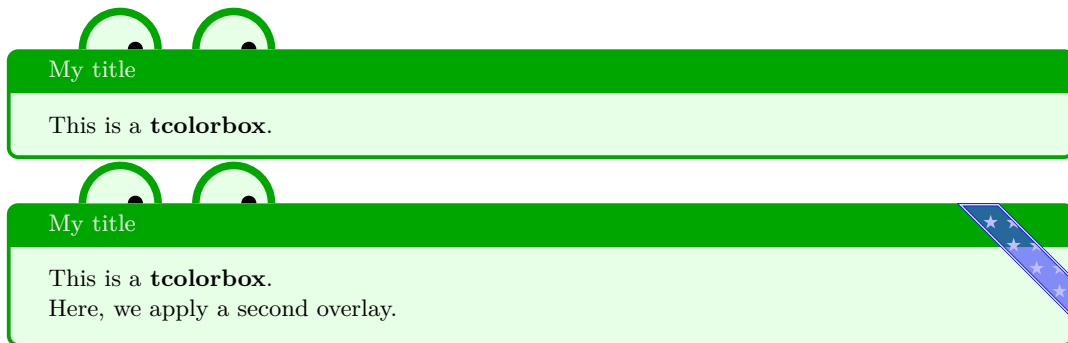 My title
This is a tcolorbox.
My title
This is a tcolorbox.
Here, we apply a second overlay.